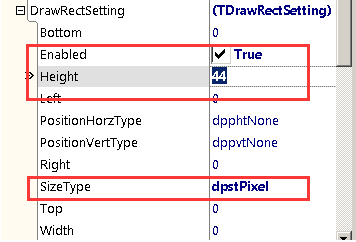 DrawRectSetting (TDrawRectSetting)
Bottom 0
Enabled True
Height 44
Left 0
PositionHorzType dpphtNone
PositionVertType dppvtNone
Right 0
SizeType dpstPixel
Top 0
Width 0